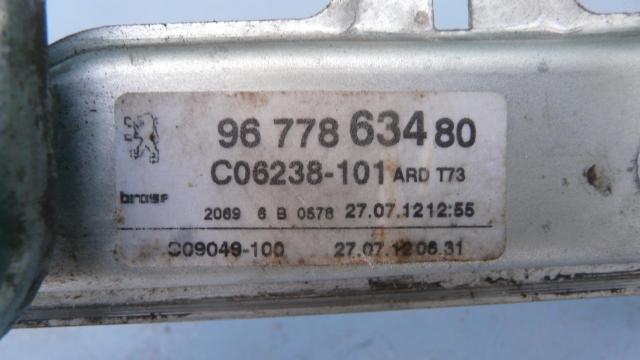 96 778 634 80
C06238-101 ARD T73
brose
2069 6 B 0578 27.07.12 12:55
C09049-100 27.07.12 06.31